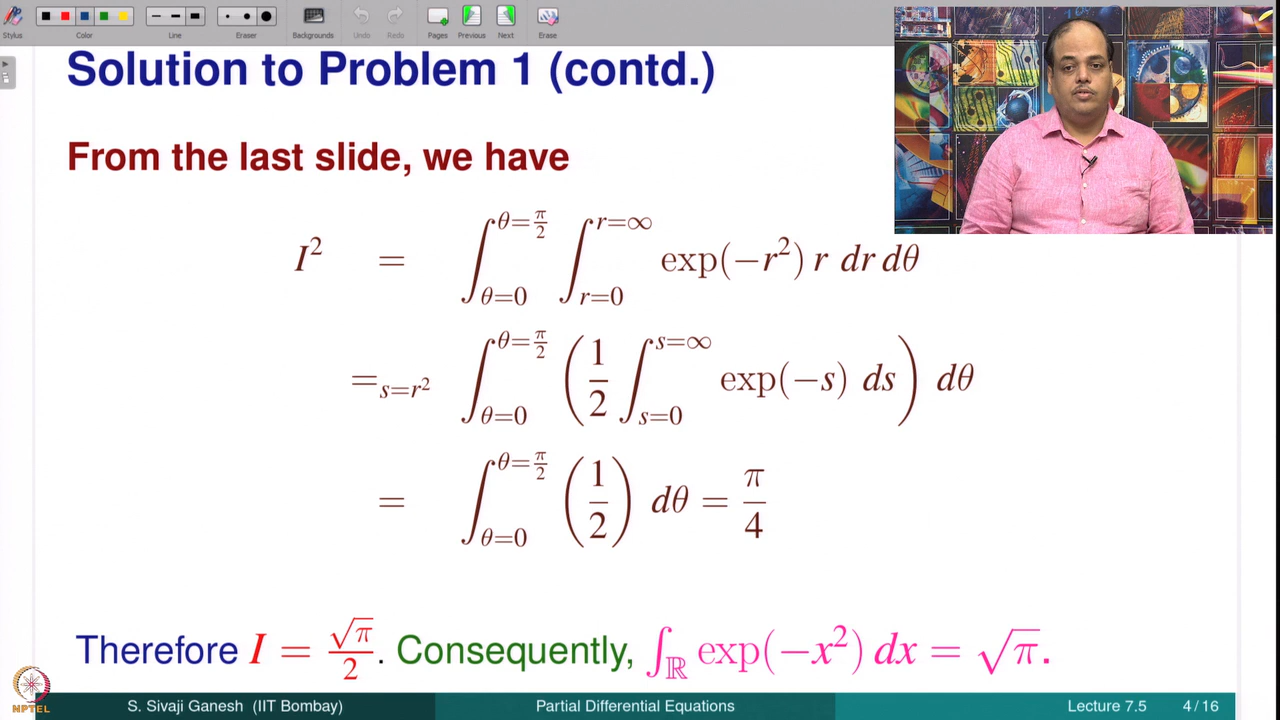 Stylus Color Line Eraser Backgrounds Undo Redo Pages Previous Next Erase
Solution to Problem 1 (contd.)
From the last slide, we have
I² = ∫_{θ=0}^{θ=π/2} ∫_{r=0}^{r=∞} exp(−r²) r dr dθ
=_{s=r²} ∫_{θ=0}^{θ=π/2} (1/2 ∫_{s=0}^{s=∞} exp(−s) ds) dθ
= ∫_{θ=0}^{θ=π/2} (1/2) dθ = π/4
Therefore I = √π/2. Consequently, ∫_ℝ exp(−x²) dx = √π.
NPTEL
S. Sivaji Ganesh (IIT Bombay) Partial Differential Equations Lecture 7.5 4/16